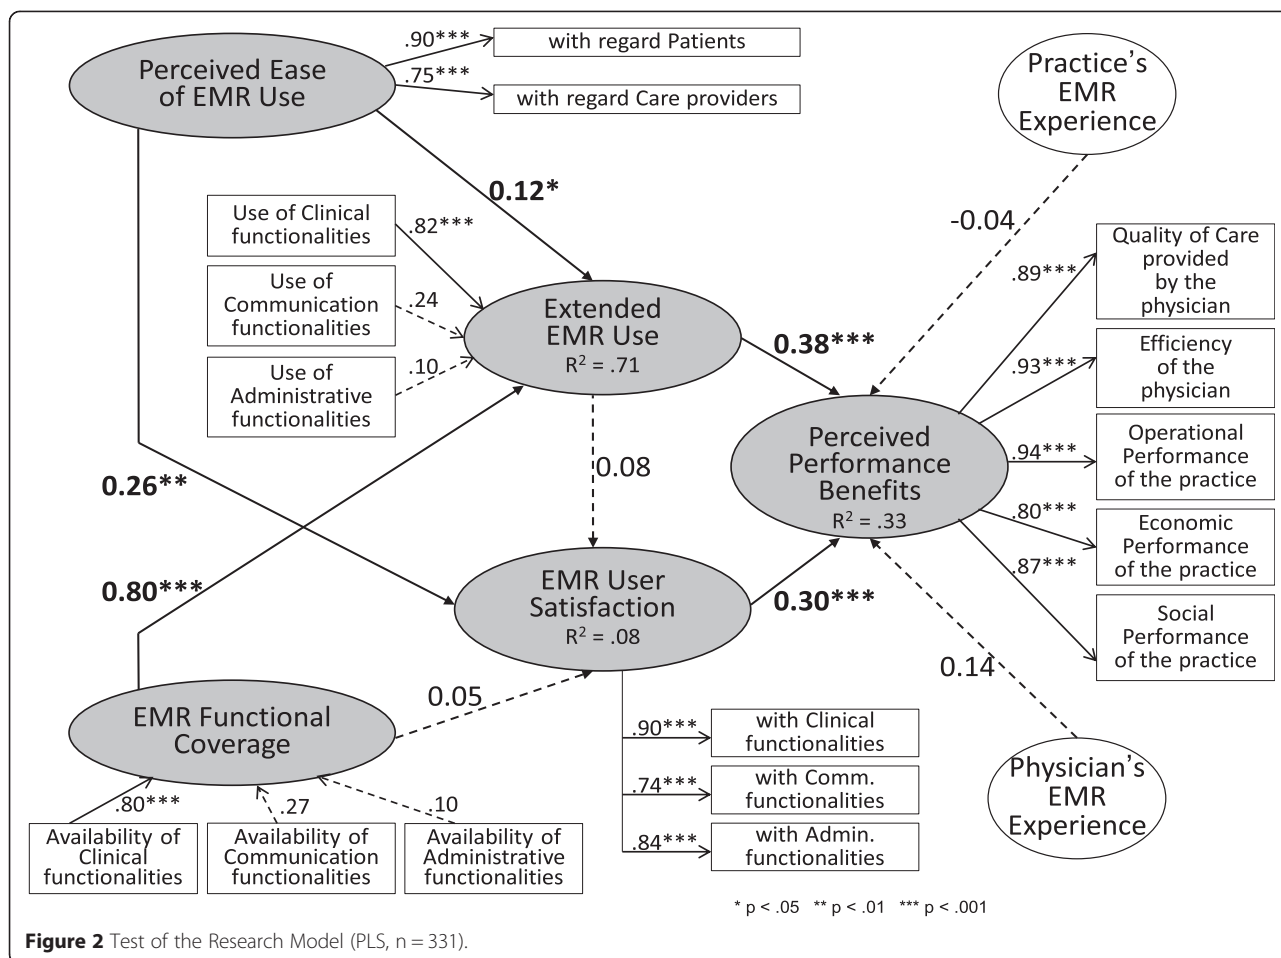 Perceived Ease
of EMR Use
.90***
with regard Patients
.75***
with regard Care providers
Practice's
EMR
Experience
0.12*
-0.04
Use of Clinical
functionalities
.82***
Use of
Communication
functionalities
.24
Use of
Administrative
functionalities
.10
Extended
EMR Use
R² = .71
0.38***
Quality of Care
provided
by the
physician
.89***
Efficiency
of the
physician
.93***
Operational
Performance
of the practice
.94***
Economic
Performance
of the practice
.80***
Social
Performance
of the practice
.87***
Perceived
Performance
Benefits
R² = .33
0.26**
0.08
0.80***
EMR User
Satisfaction
R² = .08
0.30***
0.14
0.05
EMR Functional
Coverage
.80***
.27
.10
Availability of
Clinical
functionalities
Availability of
Communication
functionalities
Availability of
Administrative
functionalities
.90***
with Clinical
functionalities
.74***
with Comm.
functionalities
.84***
with Admin.
functionalities
Physician's
EMR
Experience
* p < .05 ** p < .01 *** p < .001
Figure 2 Test of the Research Model (PLS, n = 331).